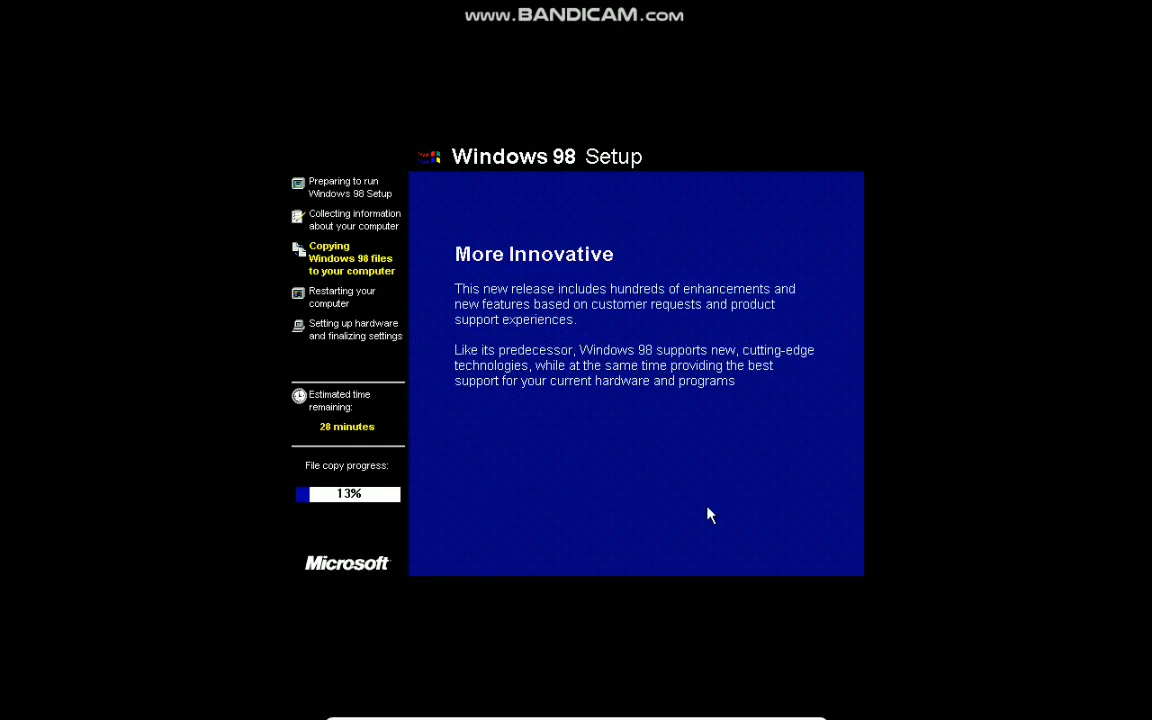 www.BANDICAM.com
Windows 98 Setup
Preparing to run
Windows 98 Setup
Collecting information
about your computer
Copying
Windows 98 files
to your computer
Restarting your
computer
Setting up hardware
and finalizing settings
Estimated time
remaining:
28 minutes
File copy progress:
13%
Microsoft
More Innovative
This new release includes hundreds of enhancements and
new features based on customer requests and product
support experiences.
Like its predecessor, Windows 98 supports new, cutting-edge
technologies, while at the same time providing the best
support for your current hardware and programs